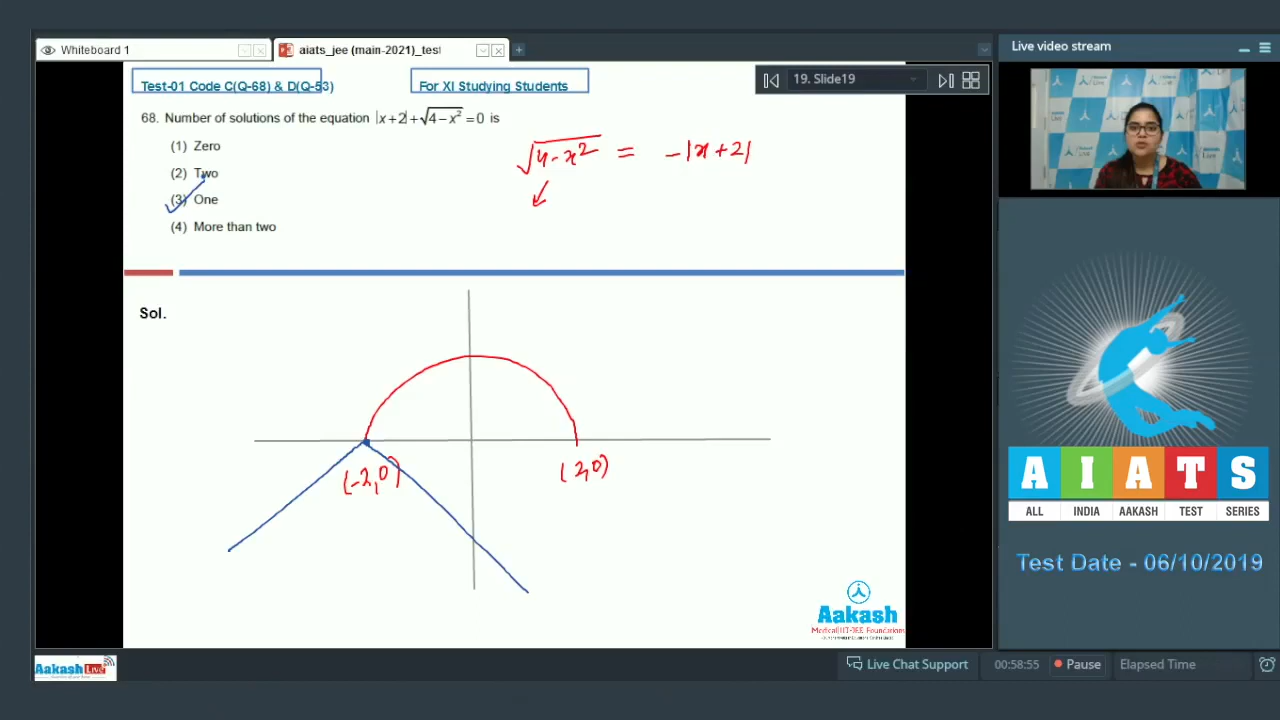 Whiteboard 1
aiats_jee (main-2021)_test
Live video stream
Test-01 Code C(Q-68) & D(Q-53)
For XI Studying Students
19. Slide19
68. Number of solutions of the equation |x+2|+√4−x² =0 is
(1) Zero
(2) Two
(3) One
(4) More than two
√4-x² = -|x+2|
Sol.
(-2,0)
(2,0)
A I A T S
ALL INDIA AAKASH TEST SERIES
Test Date - 06/10/2019
Aakash
Medical|IIT-JEE|Foundations
Aakash Live
Live Chat Support
00:58:55
Pause
Elapsed Time